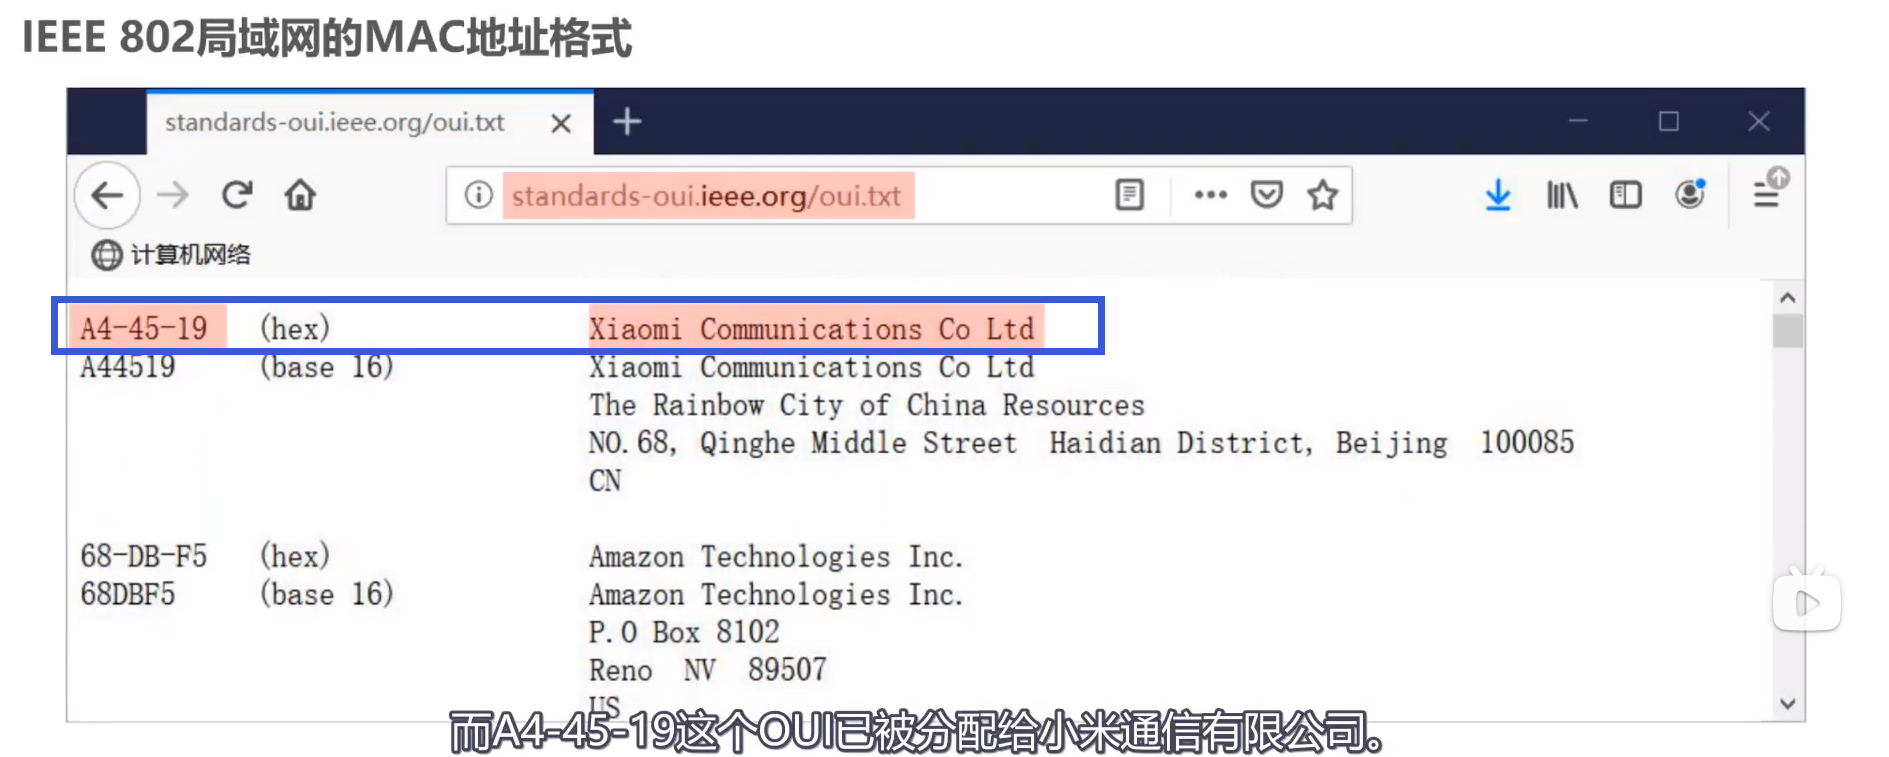 IEEE 802局域网的MAC地址格式
standards-oui.ieee.org/oui.txt
standards-oui.ieee.org/oui.txt
计算机网络
A4-45-19 (hex) Xiaomi Communications Co Ltd
A44519 (base 16) Xiaomi Communications Co Ltd
The Rainbow City of China Resources
NO.68, Qinghe Middle Street Haidian District, Beijing 100085
CN
68-DB-F5 (hex) Amazon Technologies Inc.
68DBF5 (base 16) Amazon Technologies Inc.
P.O Box 8102
Reno NV 89507
US
而A4-45-19这个OUI已被分配给小米通信有限公司。